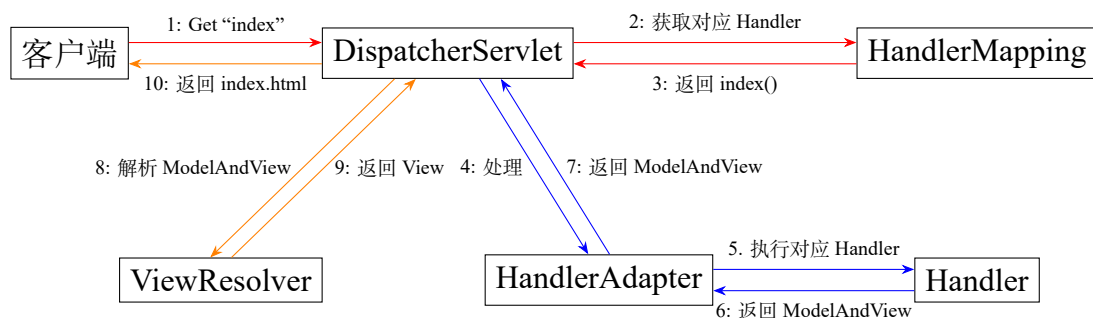 1: Get “index”
2: 获取对应 Handler
客户端
DispatcherServlet
HandlerMapping
10: 返回 index.html
3: 返回 index()
8: 解析 ModelAndView
9: 返回 View
4: 处理
7: 返回 ModelAndView
5. 执行对应 Handler
ViewResolver
HandlerAdapter
Handler
6: 返回 ModelAndView